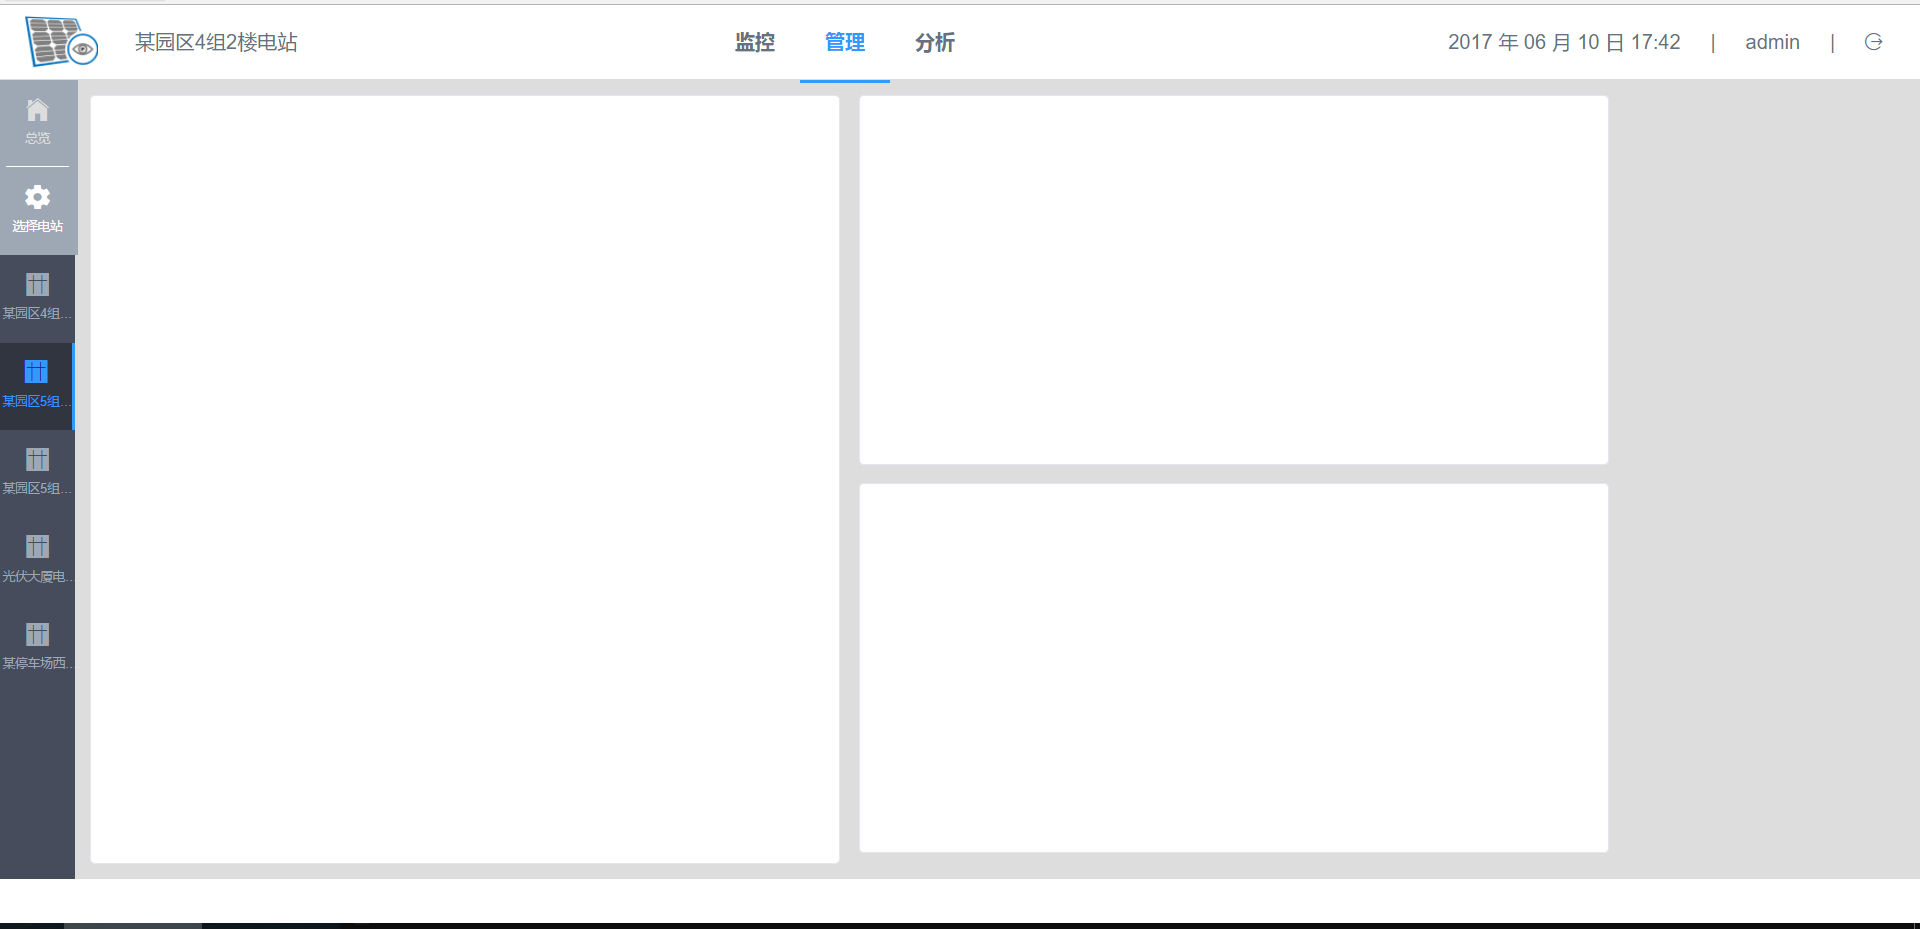 某园区4组2楼电站
监控 管理 分析
2017 年 06 月 10 日 17:42 | admin |
总览
选择电站
某园区4组...
某园区5组...
某园区5组...
光伏大厦电...
某停车场西...